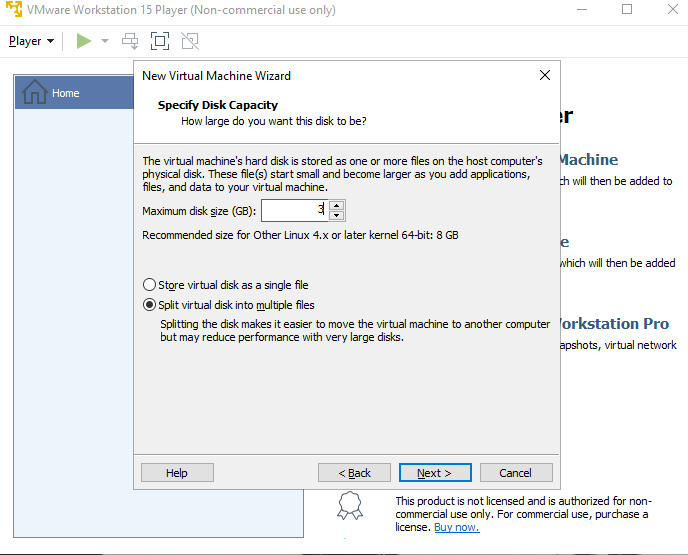 VMware Workstation 15 Player (Non-commercial use only)
Player
Home
New Virtual Machine Wizard
Specify Disk Capacity
How large do you want this disk to be?
The virtual machine's hard disk is stored as one or more files on the host computer's
physical disk. These file(s) start small and become larger as you add applications,
files, and data to your virtual machine.
Maximum disk size (GB): 3
Recommended size for Other Linux 4.x or later kernel 64-bit: 8 GB
Store virtual disk as a single file
Split virtual disk into multiple files
Splitting the disk makes it easier to move the virtual machine to another computer
but may reduce performance with very large disks.
Help
< Back
Next >
Cancel
er
Machine
ch will then be added to
e
which will then be added
orkstation Pro
apshots, virtual network
This product is not licensed and is authorized for non-
commercial use only. For commercial use, purchase a
license. Buy now.